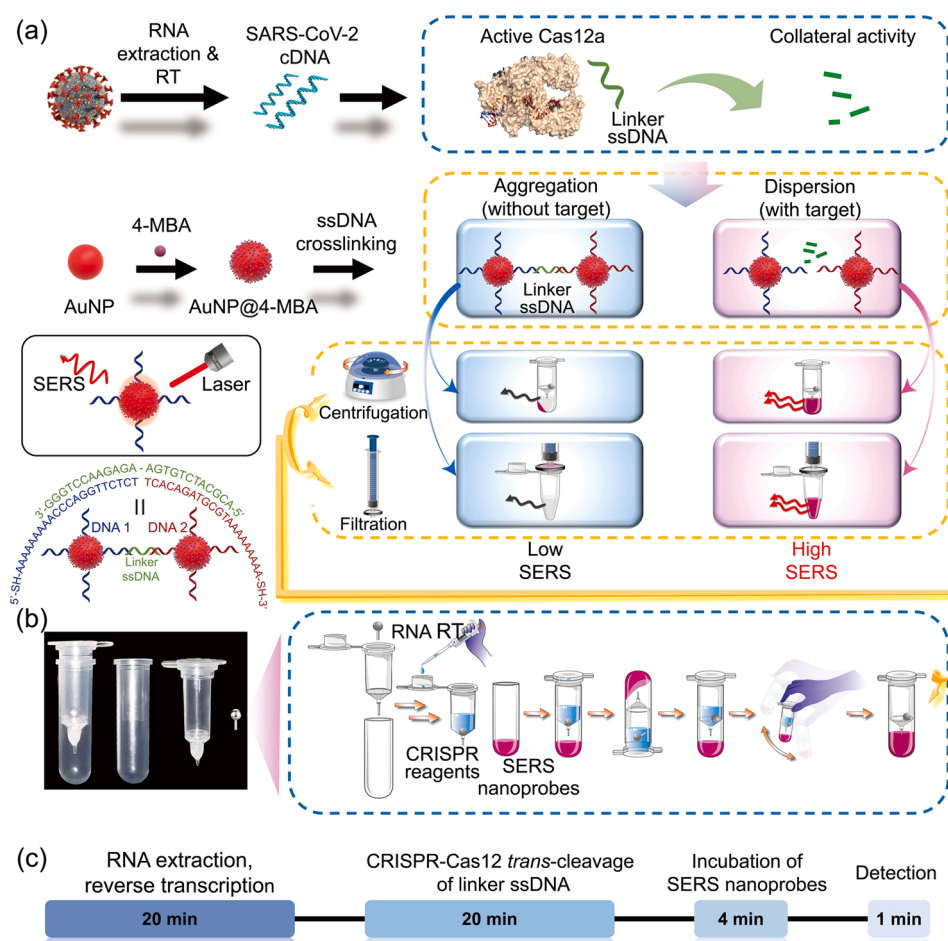 (a)
RNA
extraction &
RT
SARS-CoV-2
cDNA
Active Cas12a
Linker
ssDNA
Collateral activity
4-MBA
AuNP
AuNP@4-MBA
ssDNA
crosslinking
Aggregation
(without target)
Linker
ssDNA
Dispersion
(with target)
SERS
Laser
Centrifugation
Filtration
Low
SERS
High
SERS
3'-GGGTCCAAGAGA - AGTGTCTACGCA-5'
5'-SH-AAAAAAAAACCCAGGTTCTCT TCACAGATGCGTAAAAAAAAA-SH-3'
DNA 1
DNA 2
Linker
ssDNA
(b)
RNA RT
CRISPR
reagents
SERS
nanoprobes
(c)
RNA extraction,
reverse transcription
20 min
CRISPR-Cas12 trans-cleavage
of linker ssDNA
20 min
Incubation of
SERS nanoprobes
4 min
Detection
1 min